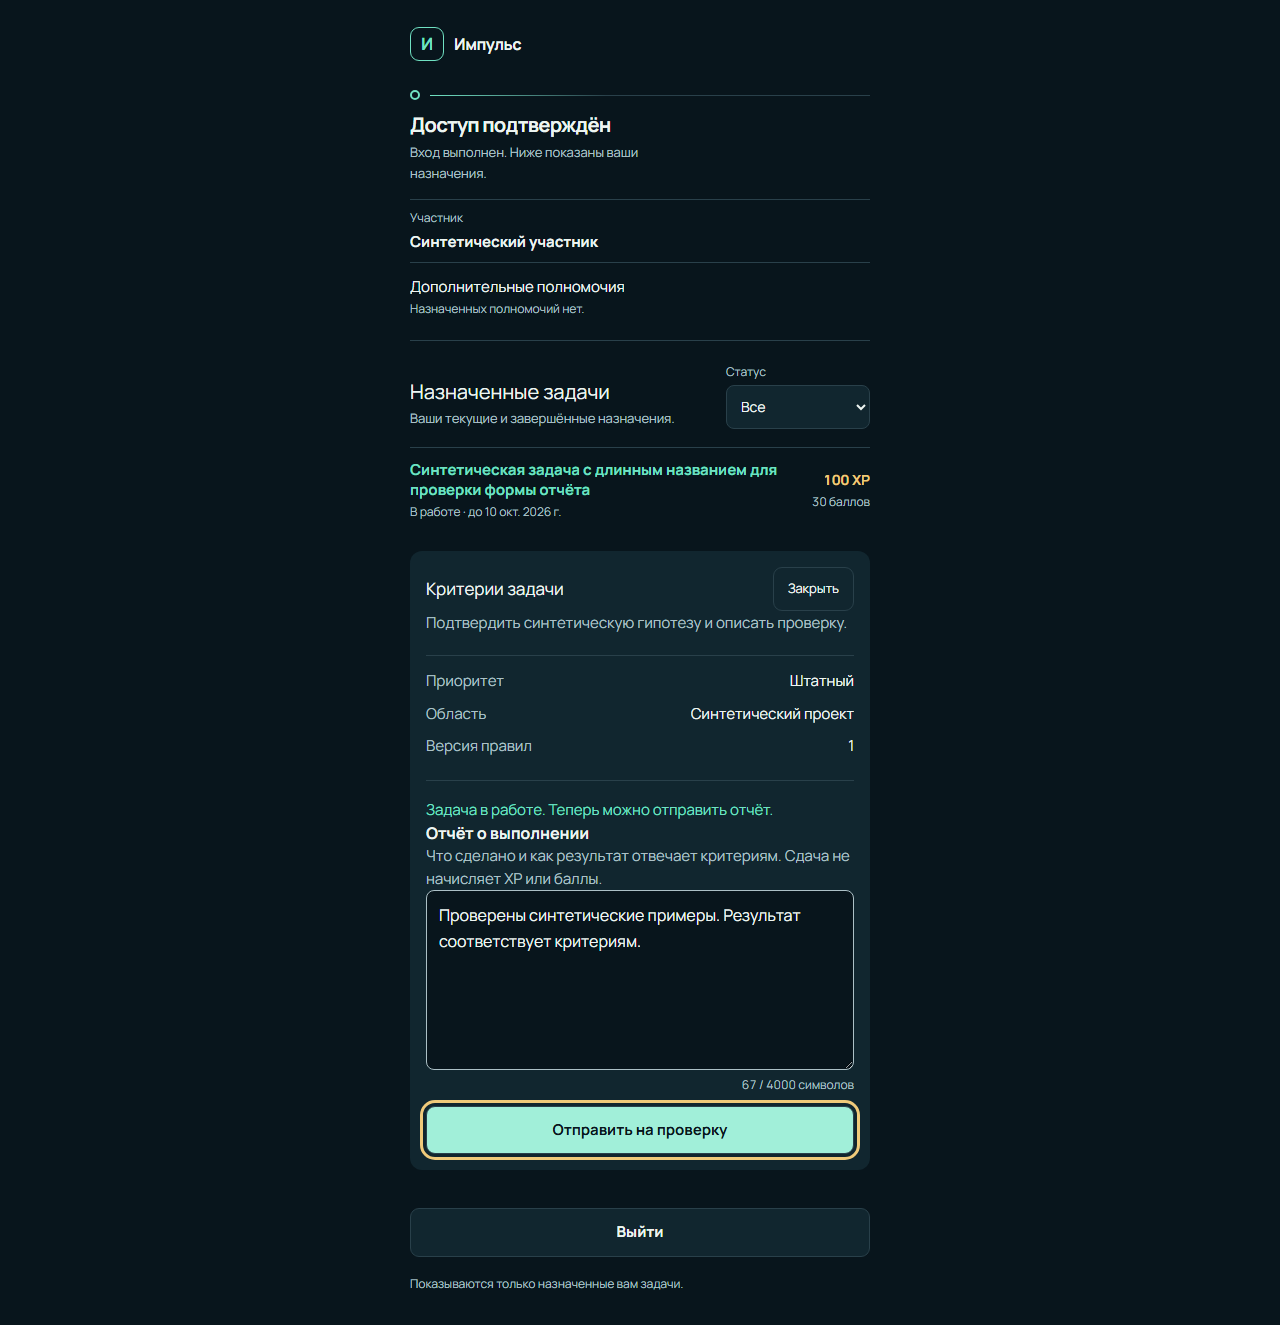 И Импульс
Доступ подтверждён
Вход выполнен. Ниже показаны ваши
назначения.
Участник
Синтетический участник
Дополнительные полномочия
Назначенных полномочий нет.
Назначенные задачи
Ваши текущие и завершённые назначения.
Статус
Все
Синтетическая задача с длинным названием для
проверки формы отчёта
В работе · до 10 окт. 2026 г.
100 XP
30 баллов
Критерии задачи
Закрыть
Подтвердить синтетическую гипотезу и описать проверку.
Приоритет Штатный
Область Синтетический проект
Версия правил 1
Задача в работе. Теперь можно отправить отчёт.
Отчёт о выполнении
Что сделано и как результат отвечает критериям. Сдача не
начисляет XP или баллы.
Проверены синтетические примеры. Результат
соответствует критериям.
67 / 4000 символов
Отправить на проверку
Выйти
Показываются только назначенные вам задачи.